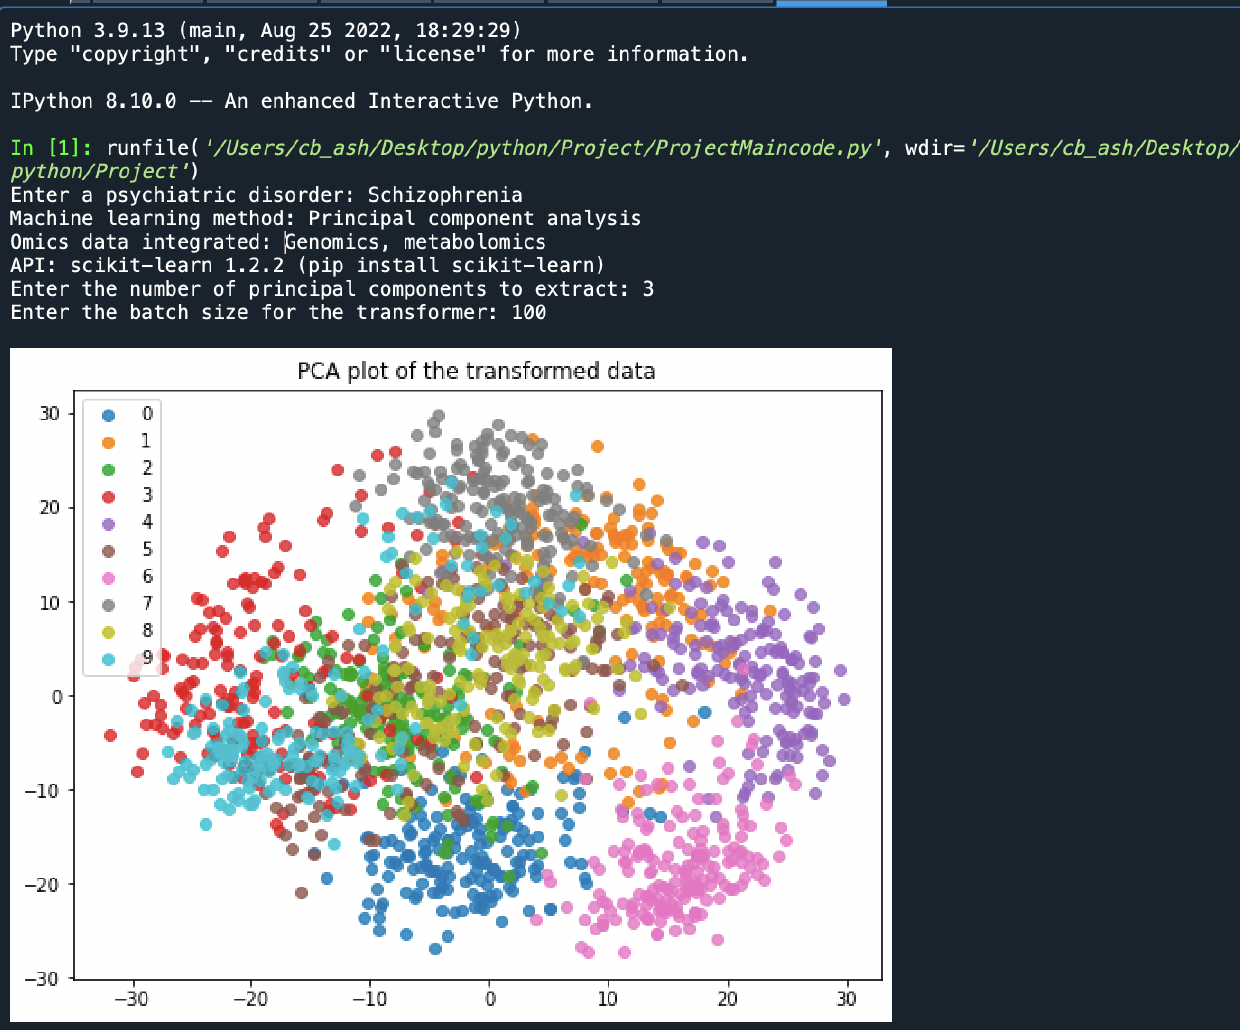 Python 3.9.13 (main, Aug 25 2022, 18:29:29)
Type "copyright", "credits" or "license" for more information.
IPython 8.10.0 -- An enhanced Interactive Python.
In [1]: runfile('/Users/cb_ash/Desktop/python/Project/ProjectMaincode.py', wdir='/Users/cb_ash/Desktop/
python/Project')
Enter a psychiatric disorder: Schizophrenia
Machine learning method: Principal component analysis
Omics data integrated: Genomics, metabolomics
API: scikit-learn 1.2.2 (pip install scikit-learn)
Enter the number of principal components to extract: 3
Enter the batch size for the transformer: 100
PCA plot of the transformed data
0
1
2
3
4
5
6
7
8
9
30
20
10
0
−10
−20
−30
−30 −20 −10 0 10 20 30